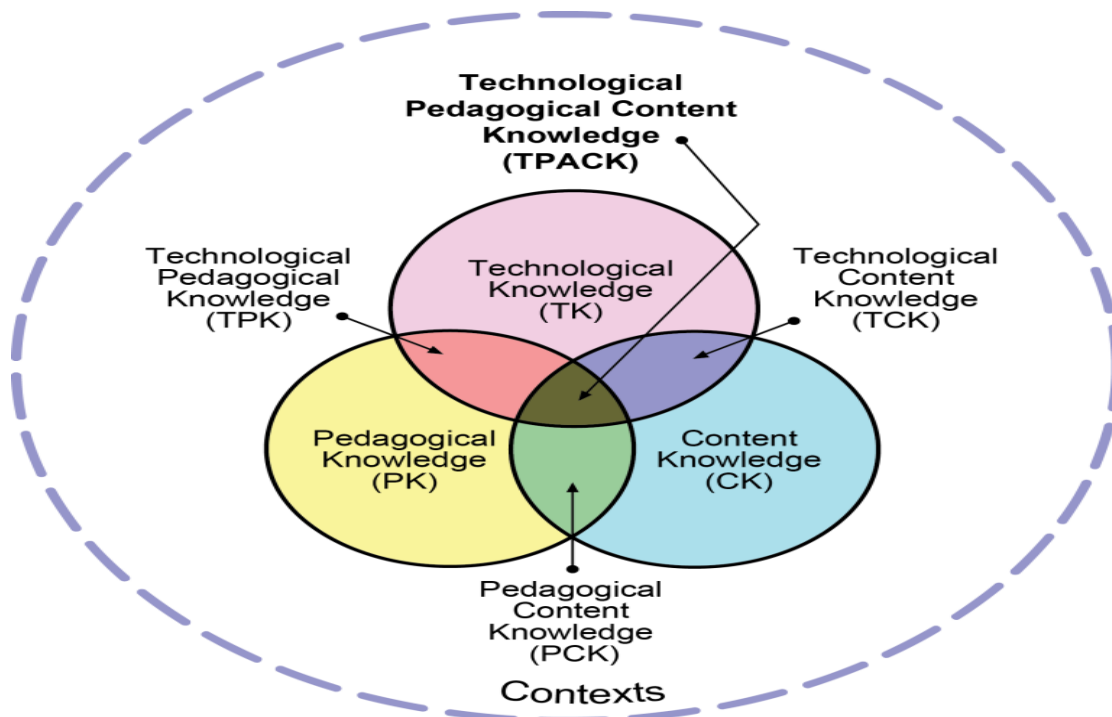 Technological
Pedagogical Content
Knowledge
(TPACK)
Technological
Pedagogical
Knowledge
(TPK)
Technological
Knowledge
(TK)
Technological
Content
Knowledge
(TCK)
Pedagogical
Knowledge
(PK)
Content
Knowledge
(CK)
Pedagogical
Content
Knowledge
(PCK)
Contexts